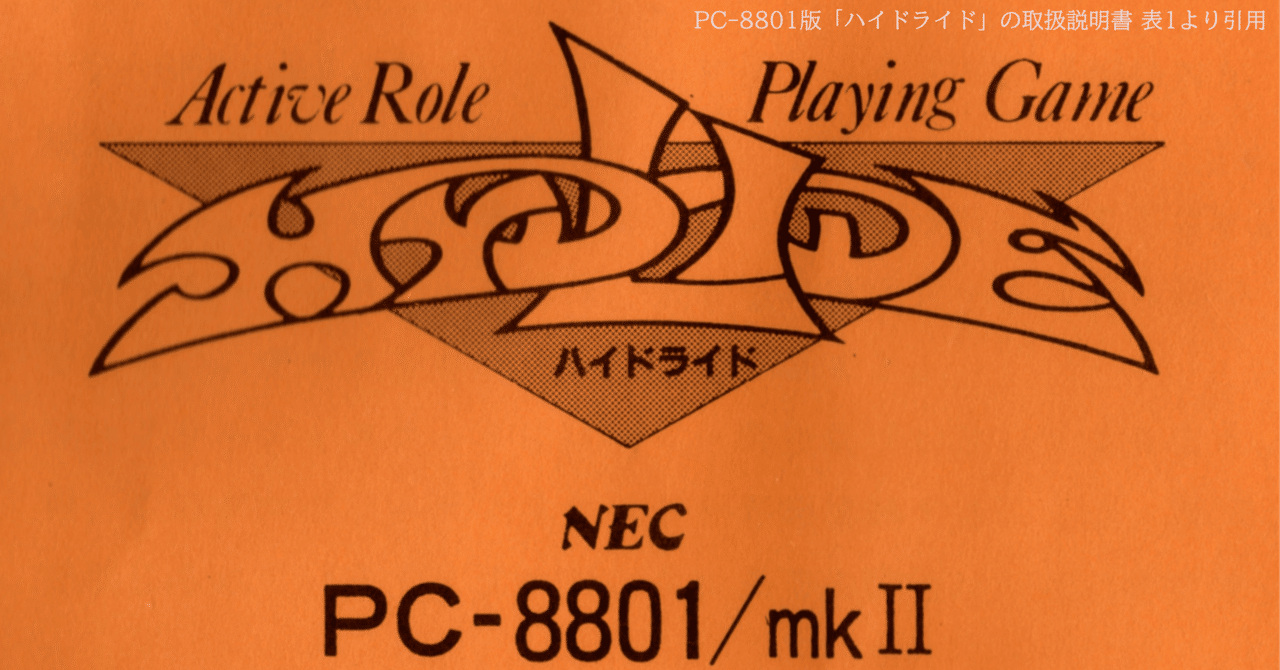 PC-8801版「ハイドライド」の取扱説明書 表1より引用
Active Role Playing Game
HYDLIDE
ハイドライド
NEC
PC-8801/mkII